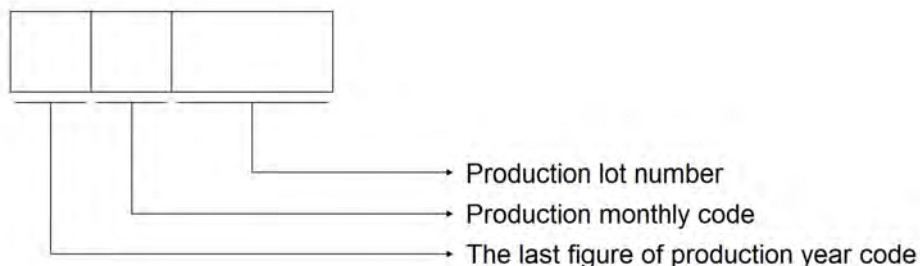 Production lot number
Production monthly code
The last figure of production year code